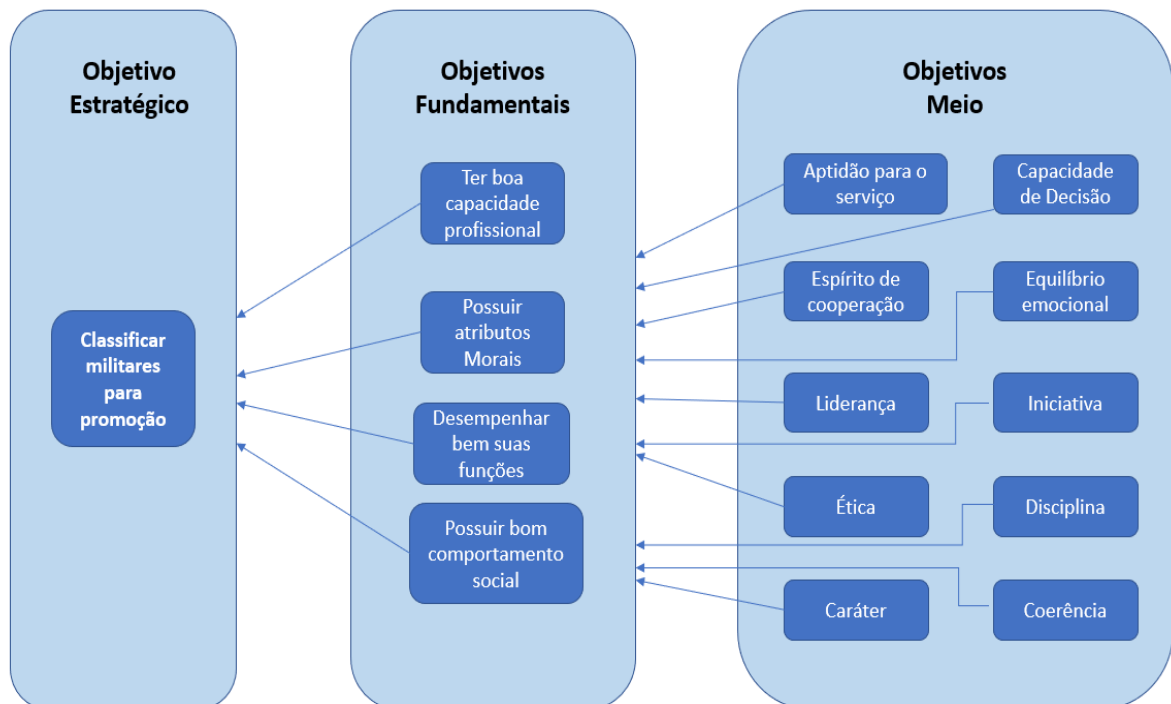 Objetivo
Estratégico
Classificar
militares
para
promoção
Objetivos
Fundamentais
Ter boa
capacidade
profissional
Possuir
atributos
Morais
Desempenhar
bem suas
funções
Possuir bom
comportamento
social
Objetivos
Meio
Aptidão para o
serviço
Capacidade
de Decisão
Espírito de
cooperação
Equilíbrio
emocional
Liderança
Iniciativa
Ética
Disciplina
Caráter
Coerência